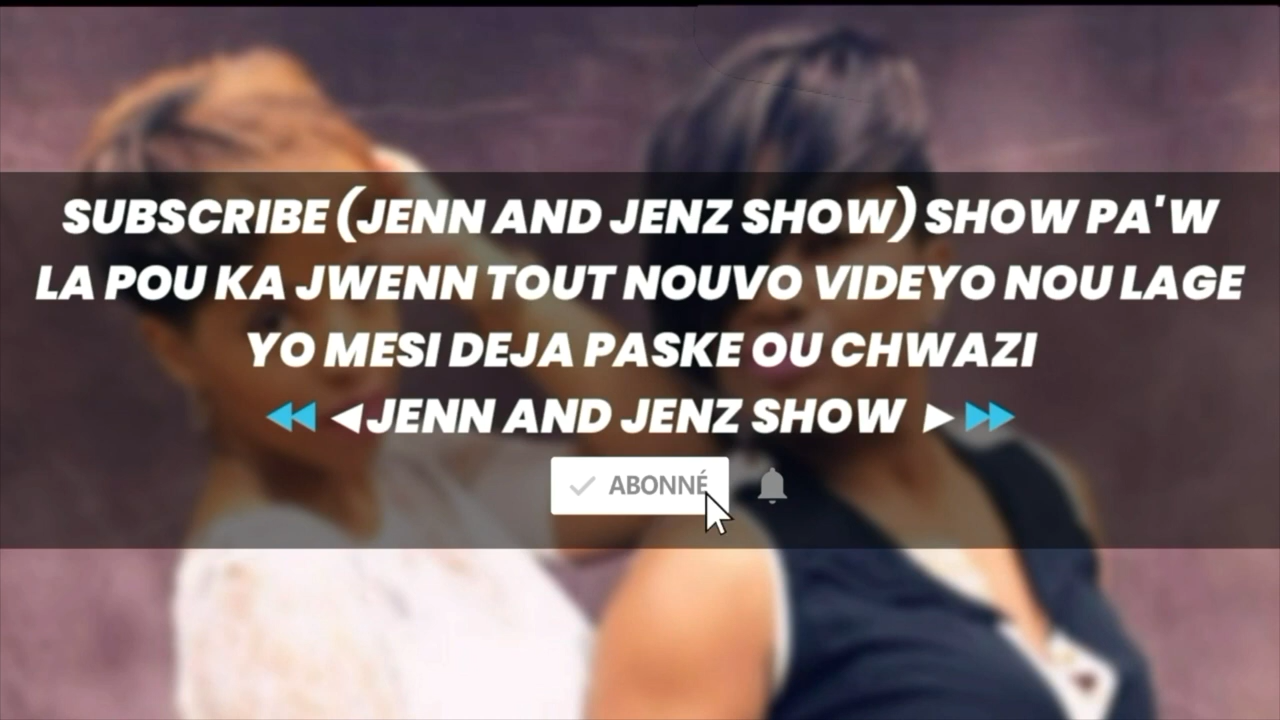 SUBSCRIBE (JENN AND JENZ SHOW) SHOW PA'W
LA POU KA JWENN TOUT NOUVO VIDEYO NOU LAGE
YO MESI DEJA PASKE OU CHWAZI
⏪ ◀JENN AND JENZ SHOW ▶⏩
ABONNÉ